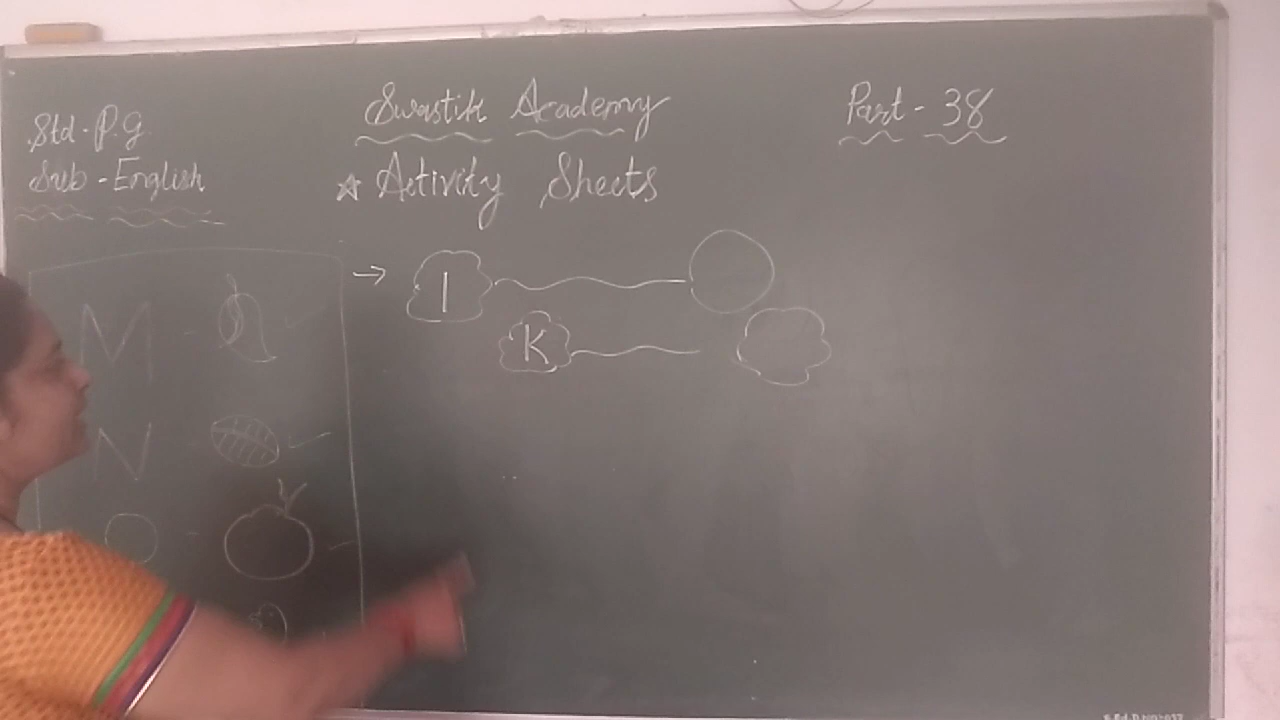 Swastik Academy
Part - 38
Std - P.G
Sub - English
☆ Activity Sheets
→ I
K
M -
N -
O -